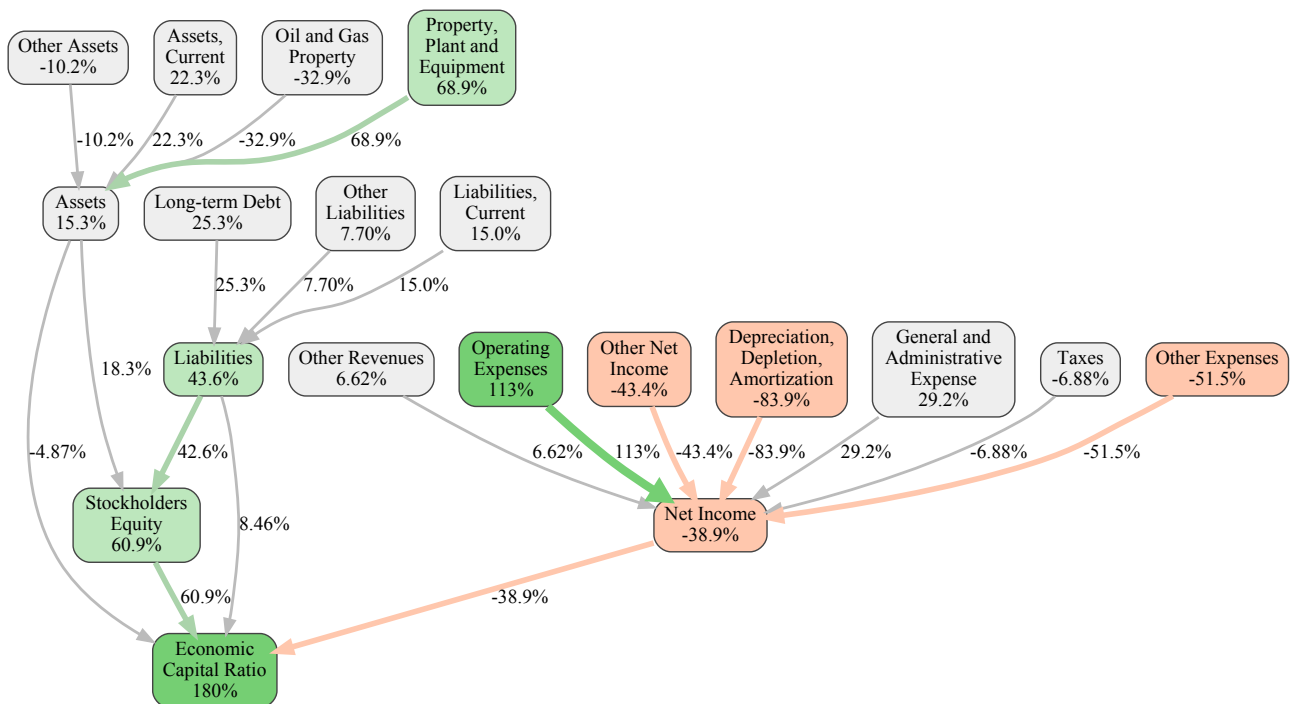 Other Assets
-10.2%
Assets,
Current
22.3%
Oil and Gas
Property
-32.9%
Property,
Plant and
Equipment
68.9%
-10.2%
22.3%
-32.9%
68.9%
Assets
15.3%
Long-term Debt
25.3%
Other
Liabilities
7.70%
Liabilities,
Current
15.0%
25.3%
7.70%
15.0%
Liabilities
43.6%
Other Revenues
6.62%
Operating
Expenses
113%
Other Net
Income
-43.4%
Depreciation,
Depletion,
Amortization
-83.9%
General and
Administrative
Expense
29.2%
Taxes
-6.88%
Other Expenses
-51.5%
18.3%
-4.87%
42.6%
6.62%
113%
-43.4%
-83.9%
29.2%
-6.88%
-51.5%
Stockholders
Equity
60.9%
8.46%
Net Income
-38.9%
60.9%
-38.9%
Economic
Capital Ratio
180%